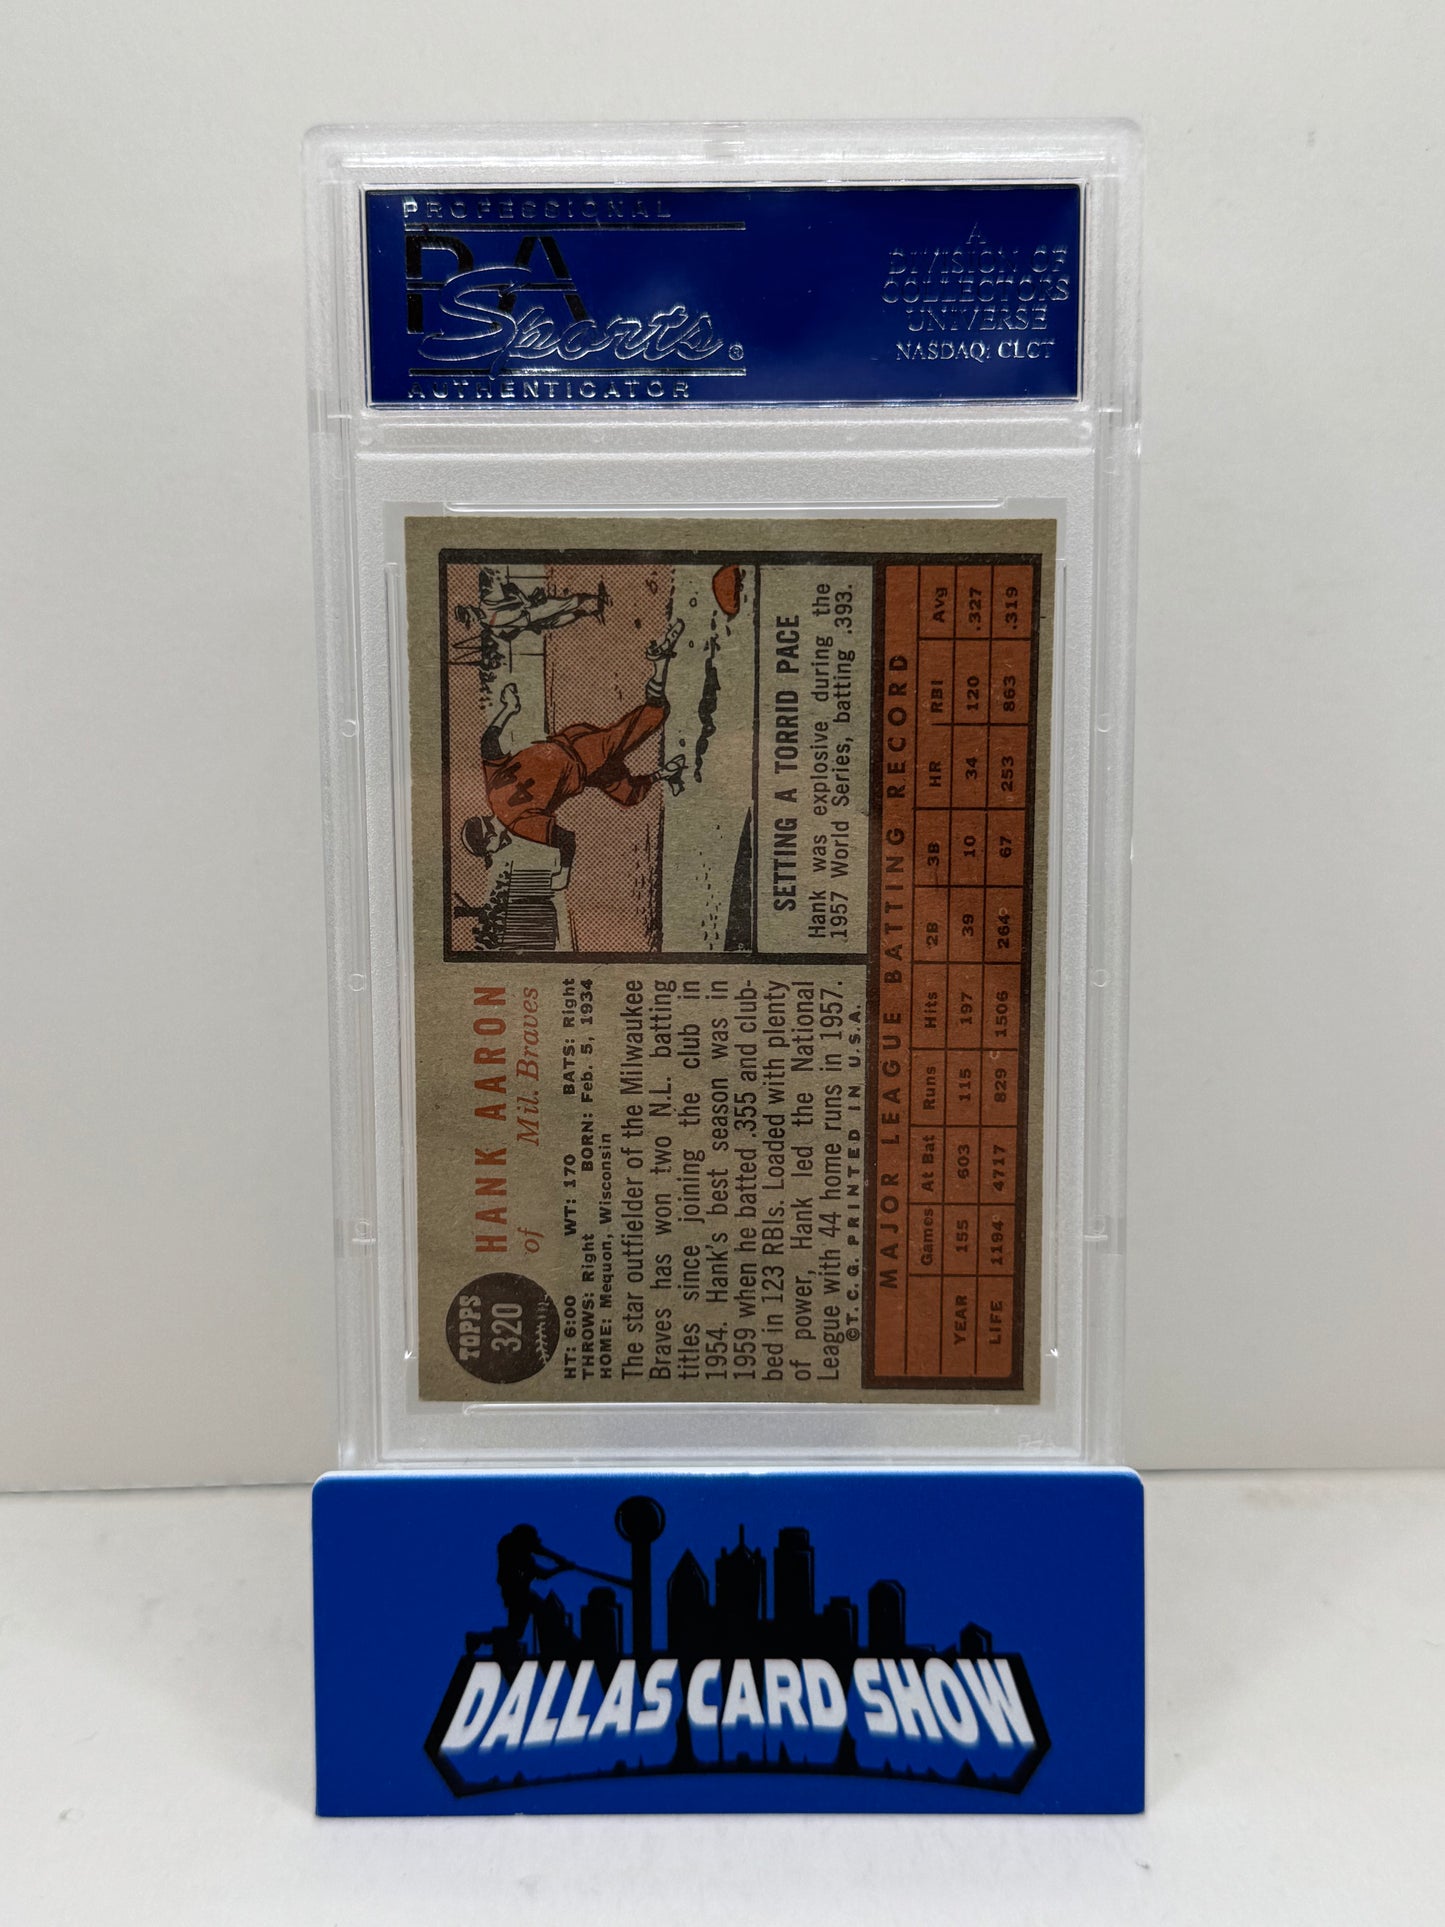 PROFESSIONAL
PSA
Sports®
AUTHENTICATOR
A
DIVISION OF
COLLECTORS
UNIVERSE
NASDAQ: CLCT
TOPPS
320
HANK AARON
of Mil. Braves
HT: 6:00 WT: 170 BATS: Right
THROWS: Right BORN: Feb. 5, 1934
HOME: Mequon, Wisconsin
The star outfielder of the Milwaukee
Braves has won two N.L. batting
titles since joining the club in
1954. Hank's best season was in
1959 when he batted .355 and club-
bed in 123 RBIs. Loaded with plenty
of power, Hank led the National
League with 44 home runs in 1957.
©T. C. G. PRINTED IN U.S.A.
44
SETTING A TORRID PACE
Hank was explosive during the
1957 World Series, batting .393.
MAJOR LEAGUE BATTING RECORD
Games At Bat Runs Hits 2B 3B HR RBI Avg
YEAR 155 603 115 197 39 10 34 120 .327
LIFE 1194 4717 829 1506 264 67 253 863 .319
DALLAS CARD SHOW